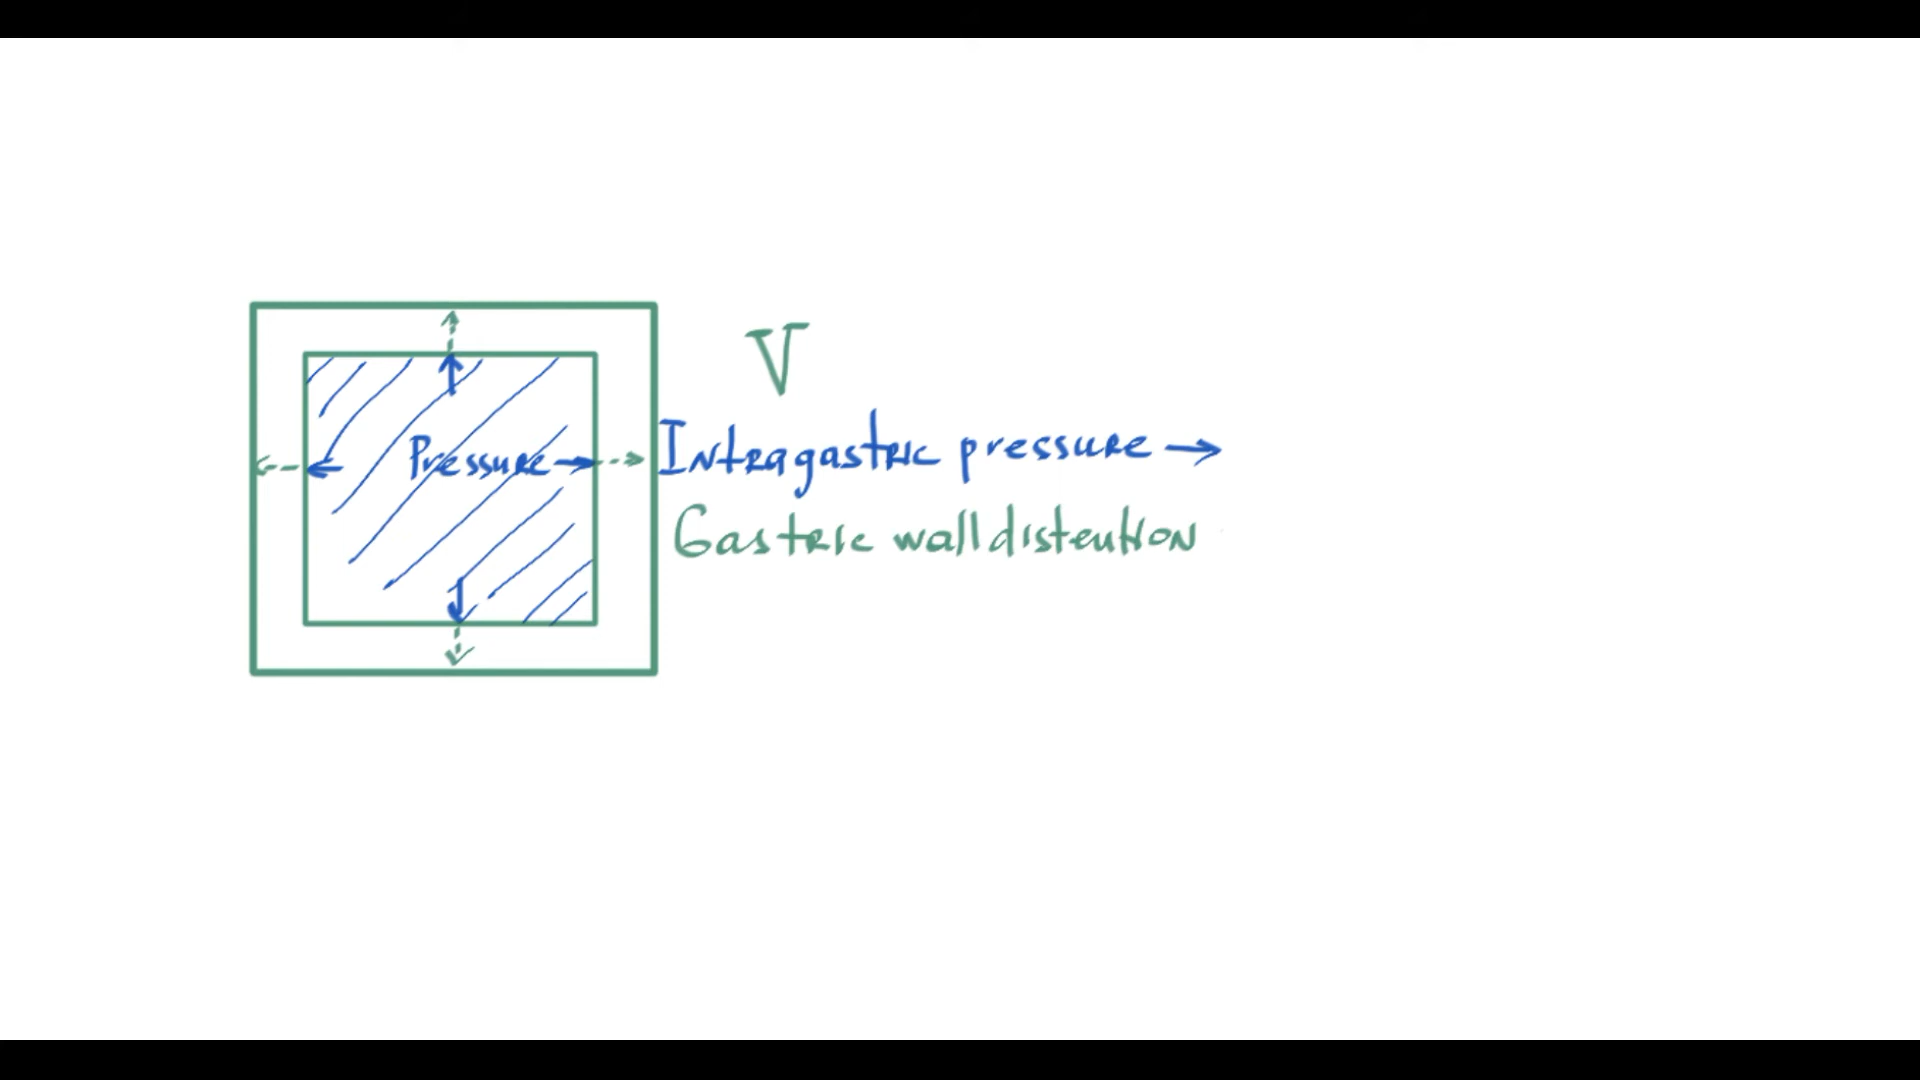 V
Pressure
Intragastric pressure →
Gastric wall distention